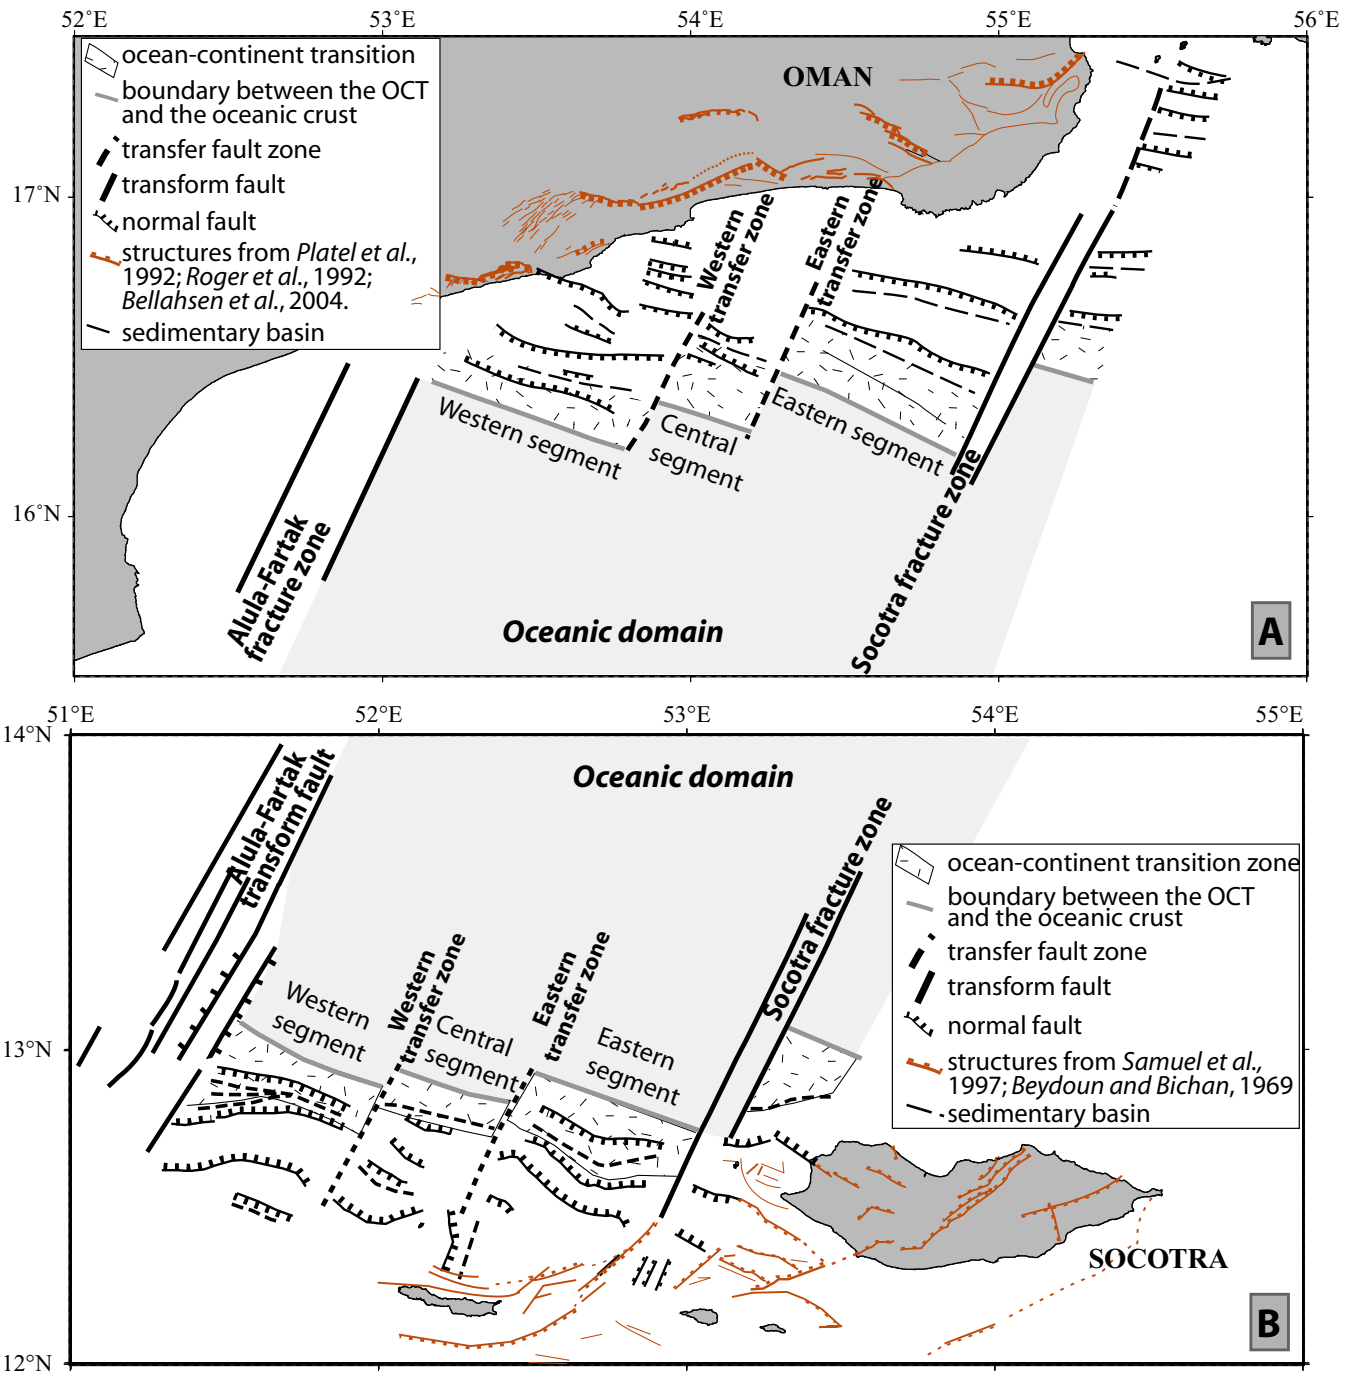 52°E
53°E
54°E
55°E
56°E
ocean-continent transition
boundary between the OCT
and the oceanic crust
transfer fault zone
transform fault
normal fault
structures from Platel et al.,
1992; Roger et al., 1992;
Bellahsen et al., 2004.
sedimentary basin
OMAN
17°N
16°N
Western
transfer zone
Eastern
transfer zone
Western segment
Central
segment
Eastern segment
Alula-Fartak
fracture zone
Socotra fracture zone
Oceanic domain
A
51°E
52°E
53°E
54°E
55°E
14°N
13°N
12°N
Oceanic domain
Alula-Fartak
transform fault
Socotra fracture zone
ocean-continent transition zone
boundary between the OCT
and the oceanic crust
transfer fault zone
transform fault
normal fault
structures from Samuel et al.,
1997; Beydoun and Bichan, 1969
sedimentary basin
Western
segment
Western
transfer zone
Central
segment
Eastern
transfer zone
Eastern
segment
SOCOTRA
B